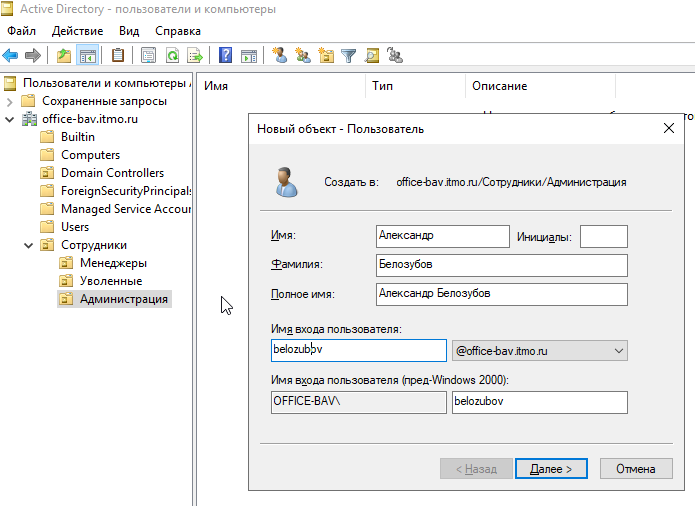 Active Directory - пользователи и компьютеры
Файл Действие Вид Справка
Пользователи и компьютеры
Сохраненные запросы
office-bav.itmo.ru
Builtin
Computers
Domain Controllers
ForeignSecurityPrincipals
Managed Service Accour
Users
Сотрудники
Менеджеры
Уволенные
Администрация
Имя Тип Описание
Новый объект - Пользователь
Создать в: office-bav.itmo.ru/Сотрудники/Администрация
Имя: Александр Инициалы:
Фамилия: Белозубов
Полное имя: Александр Белозубов
Имя входа пользователя:
belozubov @office-bav.itmo.ru
Имя входа пользователя (пред-Windows 2000):
OFFICE-BAV\ belozubov
< Назад Далее > Отмена